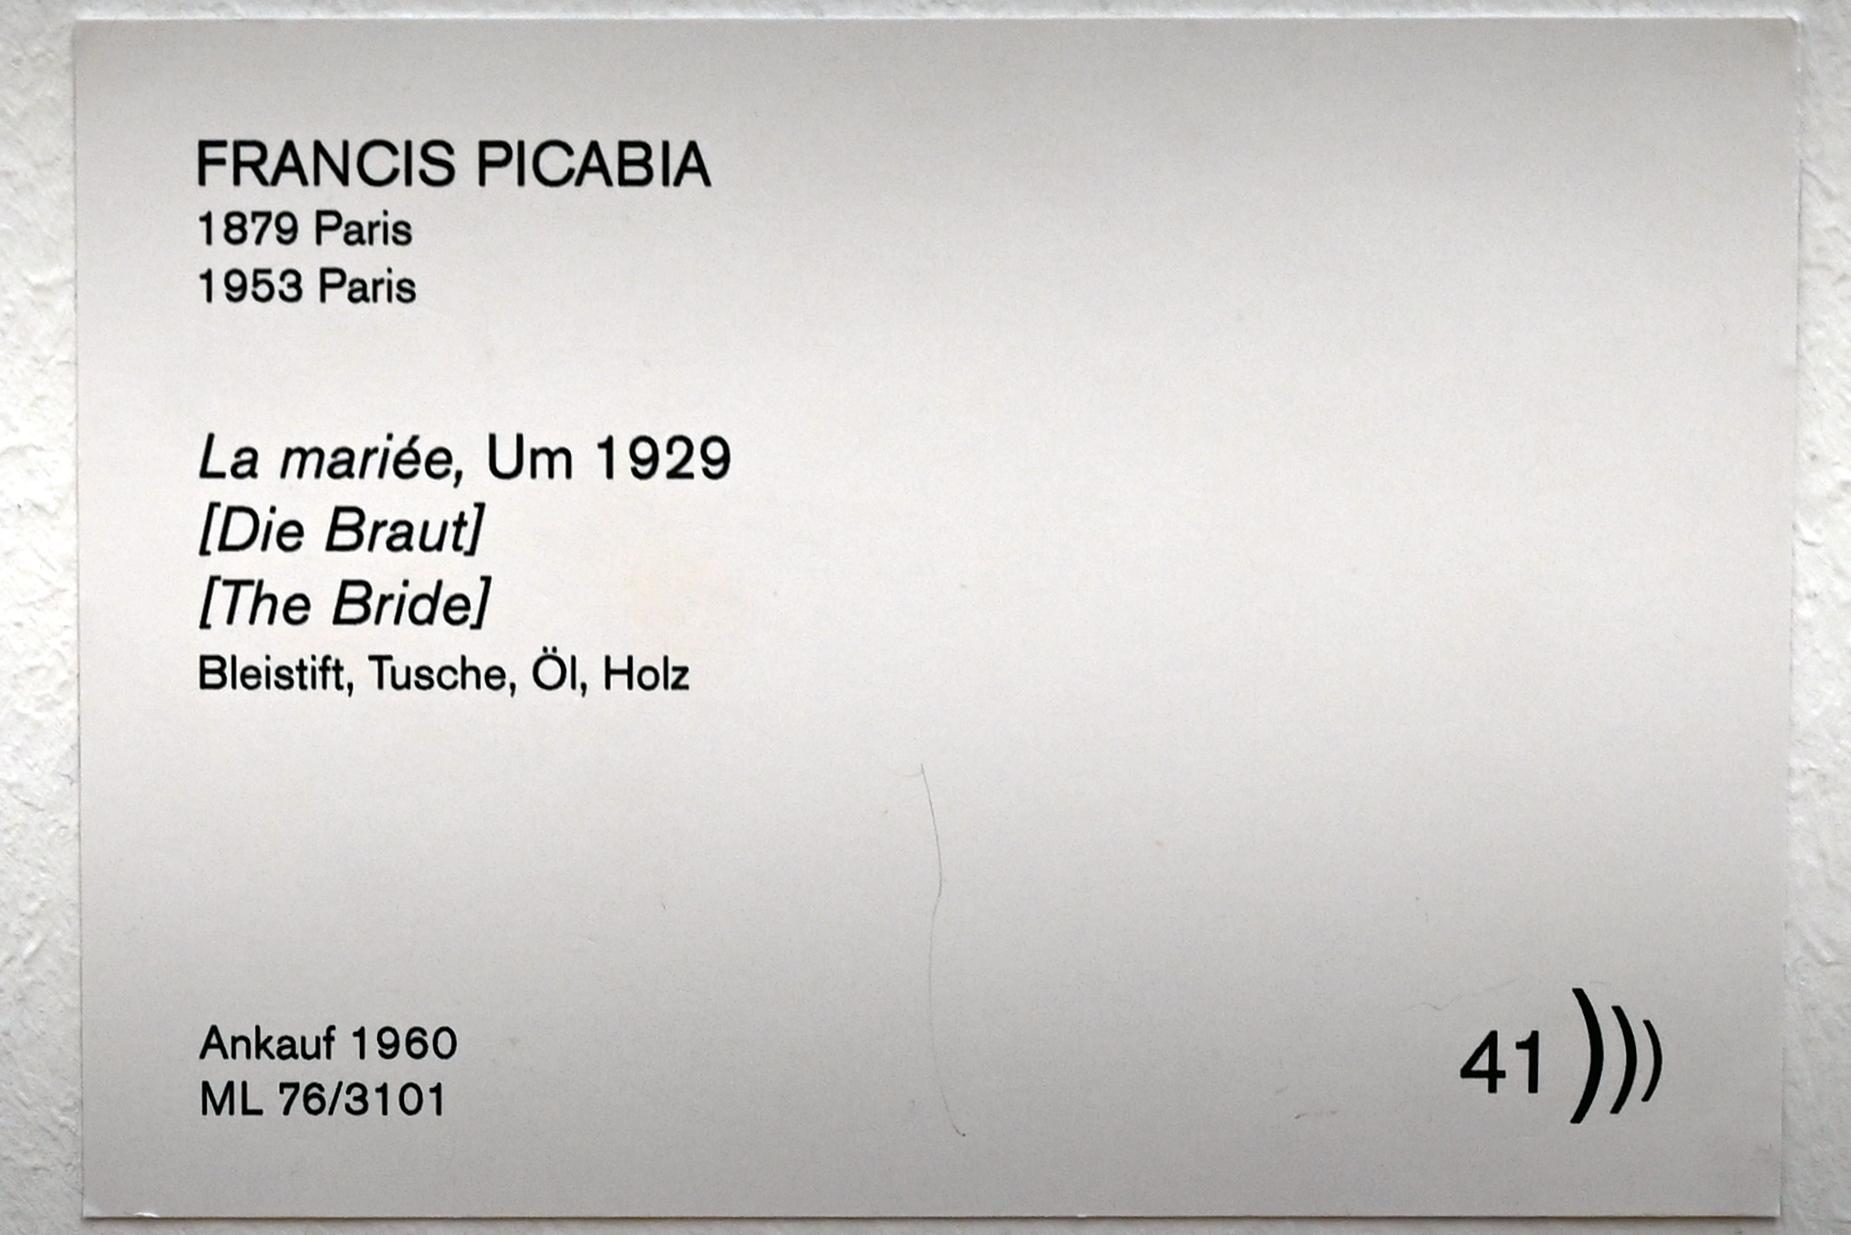 FRANCIS PICABIA
1879 Paris
1953 Paris
La mariée, Um 1929
[Die Braut]
[The Bride]
Bleistift, Tusche, Öl, Holz
Ankauf 1960
ML 76/3101
41